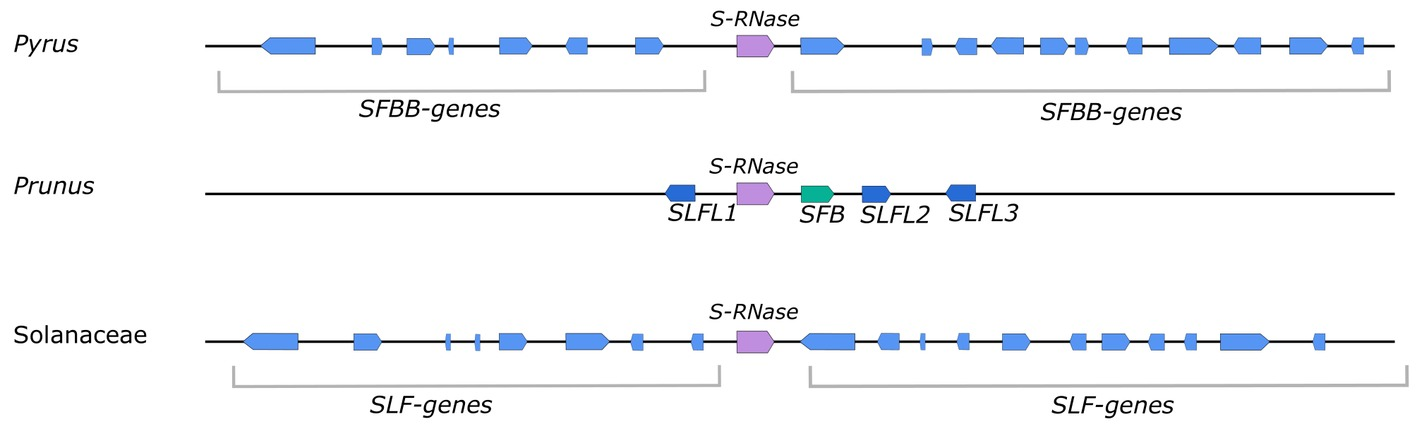 S-RNase
Pyrus
SFBB-genes
SFBB-genes
S-RNase
Prunus
SLFL1
SFB
SLFL2
SLFL3
S-RNase
Solanaceae
SLF-genes
SLF-genes